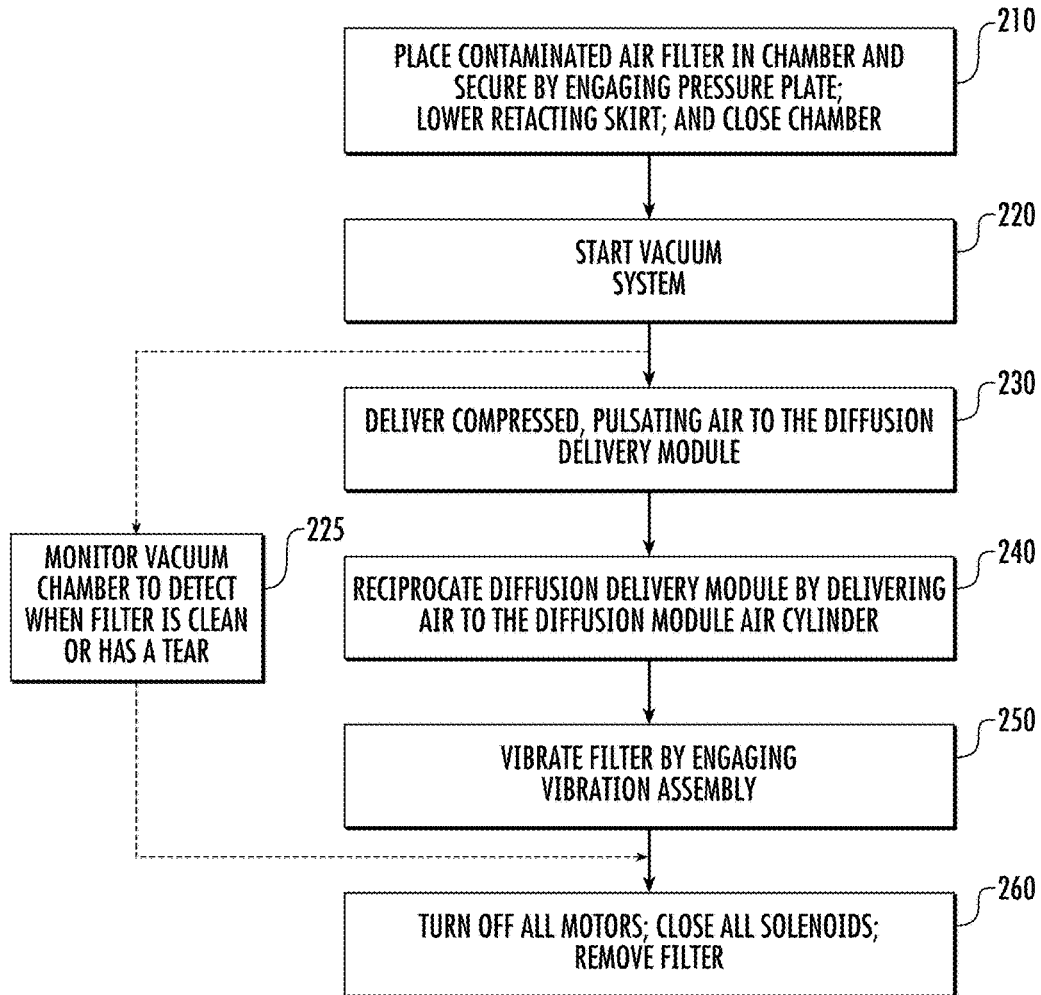 210
PLACE CONTAMINATED AIR FILTER IN CHAMBER AND
SECURE BY ENGAGING PRESSURE PLATE;
LOWER RETACTING SKIRT; AND CLOSE CHAMBER
220
START VACUUM
SYSTEM
230
DELIVER COMPRESSED, PULSATING AIR TO THE DIFFUSION
DELIVERY MODULE
225
MONITOR VACUUM
CHAMBER TO DETECT
WHEN FILTER IS CLEAN
OR HAS A TEAR
240
RECIPROCATE DIFFUSION DELIVERY MODULE BY DELIVERING
AIR TO THE DIFFUSION MODULE AIR CYLINDER
250
VIBRATE FILTER BY ENGAGING
VIBRATION ASSEMBLY
260
TURN OFF ALL MOTORS; CLOSE ALL SOLENOIDS;
REMOVE FILTER